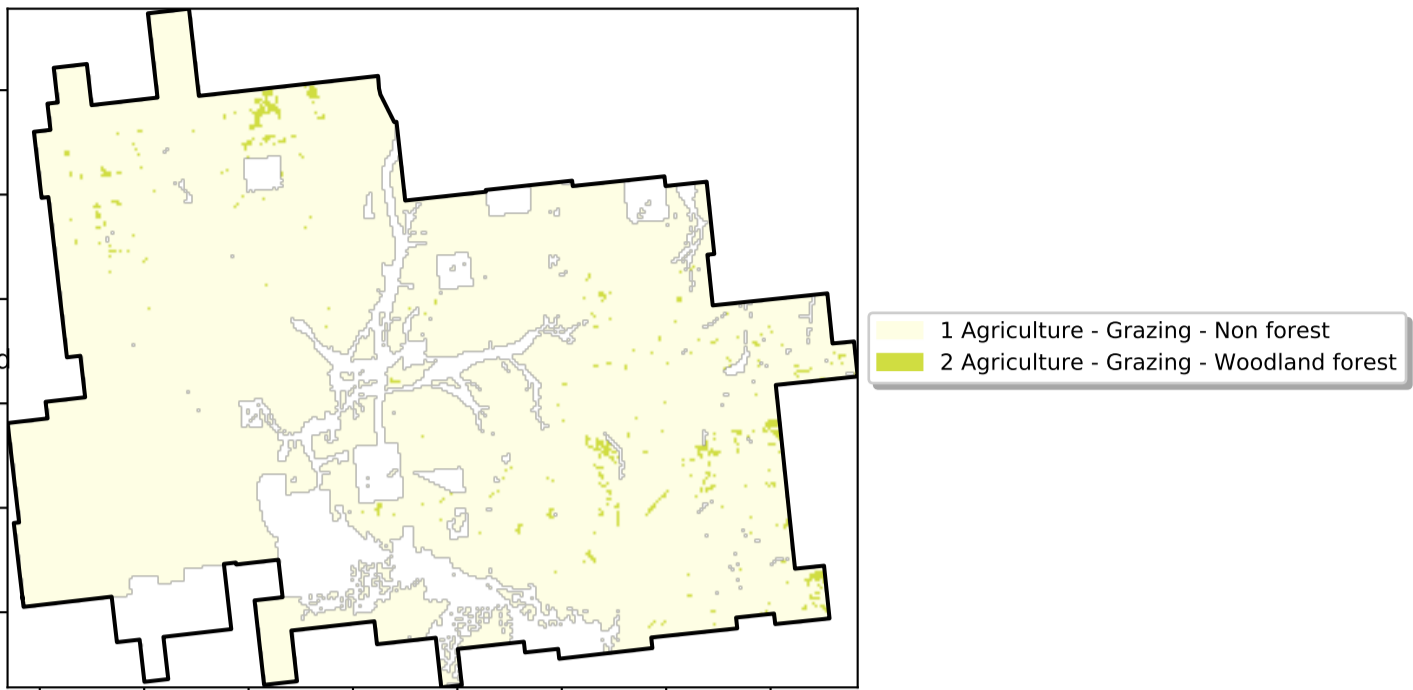 1 Agriculture - Grazing - Non forest
2 Agriculture - Grazing - Woodland forest